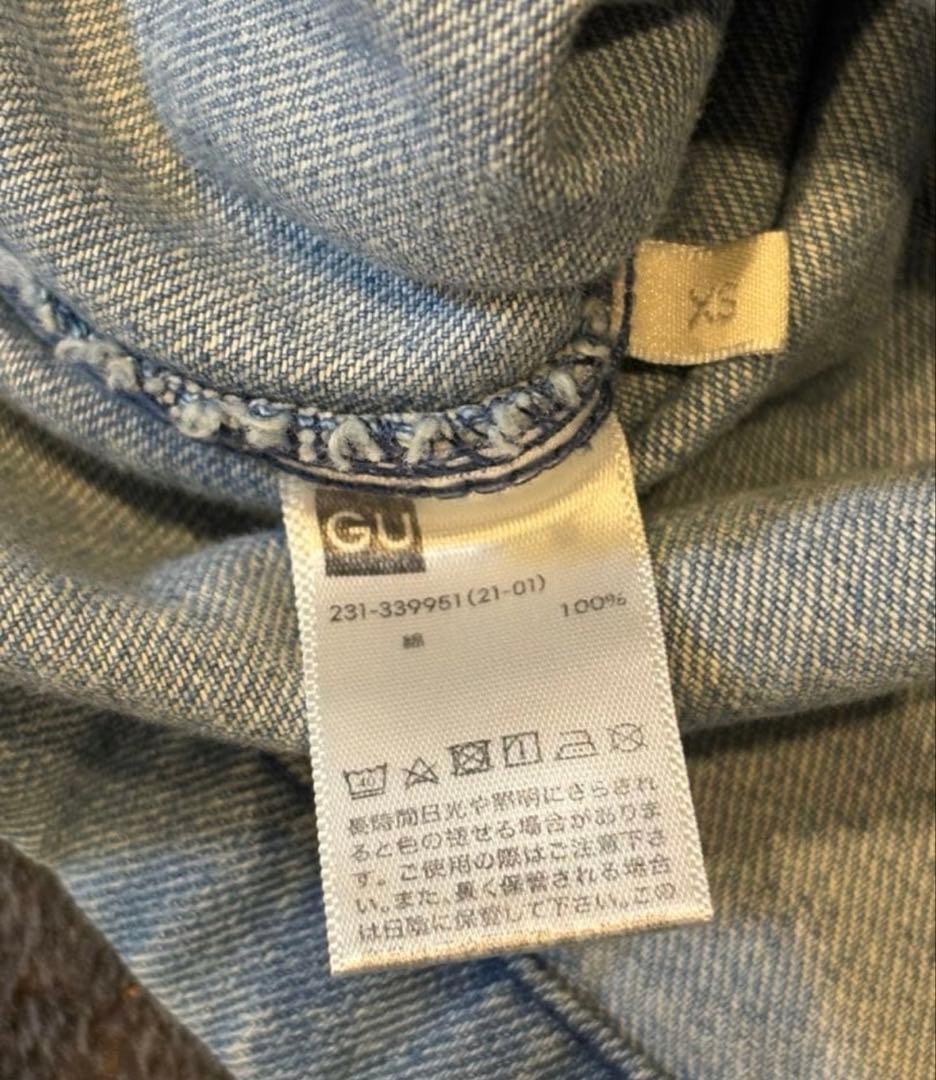 XS
GU
231-339951(21-01)
綿 100%
40
長時間日光や照明にさらされ
ると色の褪せる場合がありま
す。ご使用の際はご注意下さ
い。また、長く保管される場合
は日陰に保管して下さい。この